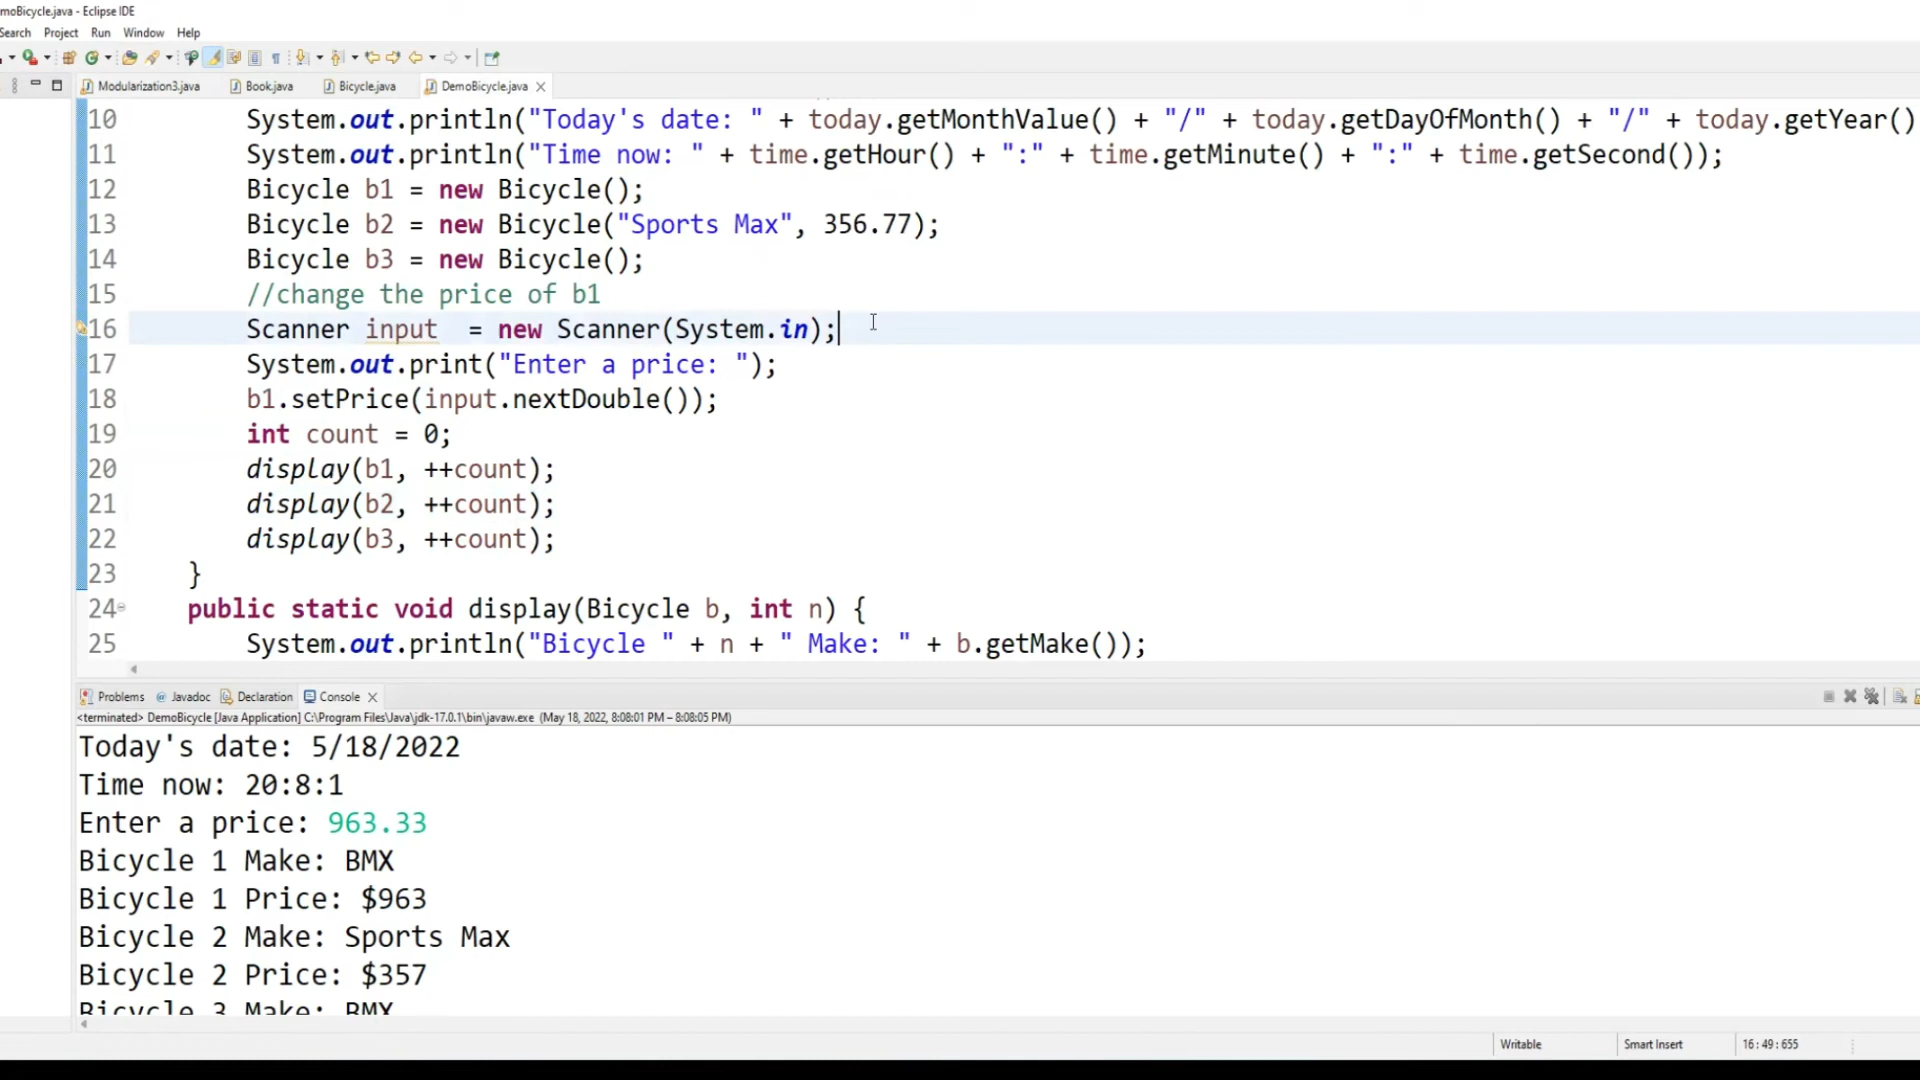 moBicycle.java - Eclipse IDE
Search Project Run Window Help
Modularization3.java Book.java Bicycle.java DemoBicycle.java
10 System.out.println("Today's date: " + today.getMonthValue() + "/" + today.getDayOfMonth() + "/" + today.getYear()
11 System.out.println("Time now: " + time.getHour() + ":" + time.getMinute() + ":" + time.getSecond());
12 Bicycle b1 = new Bicycle();
13 Bicycle b2 = new Bicycle("Sports Max", 356.77);
14 Bicycle b3 = new Bicycle();
15 //change the price of b1
16 Scanner input  = new Scanner(System.in);
17 System.out.print("Enter a price: ");
18 b1.setPrice(input.nextDouble());
19 int count = 0;
20 display(b1, ++count);
21 display(b2, ++count);
22 display(b3, ++count);
23 }
24 public static void display(Bicycle b, int n) {
25 System.out.println("Bicycle " + n + " Make: " + b.getMake());
Problems Javadoc Declaration Console
<terminated> DemoBicycle [Java Application] C:\Program Files\Java\jdk-17.0.1\bin\javaw.exe (May 18, 2022, 8:08:01 PM – 8:08:05 PM)
Today's date: 5/18/2022
Time now: 20:8:1
Enter a price: 963.33
Bicycle 1 Make: BMX
Bicycle 1 Price: $963
Bicycle 2 Make: Sports Max
Bicycle 2 Price: $357
Bicycle 3 Make: BMX
Writable Smart Insert 16 : 49 : 655